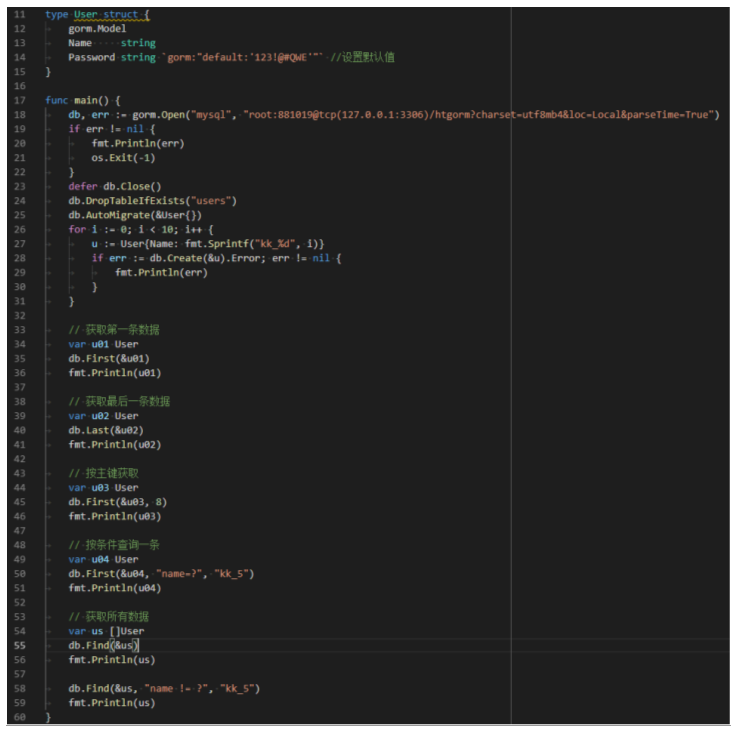 11 type User struct {
12 gorm.Model
13 Name string
14 Password string `gorm:"default:'123!@#QWE'"` //设置默认值
15 }
16
17 func main() {
18 db, err := gorm.Open("mysql", "root:881019@tcp(127.0.0.1:3306)/htgorm?charset=utf8mb4&loc=Local&parseTime=True")
19 if err != nil {
20 fmt.Println(err)
21 os.Exit(-1)
22 }
23 defer db.Close()
24 db.DropTableIfExists("users")
25 db.AutoMigrate(&User{})
26 for i := 0; i < 10; i++ {
27 u := User{Name: fmt.Sprintf("kk_%d", i)}
28 if err := db.Create(&u).Error; err != nil {
29 fmt.Println(err)
30 }
31 }
32
33 // 获取第一条数据
34 var u01 User
35 db.First(&u01)
36 fmt.Println(u01)
37
38 // 获取最后一条数据
39 var u02 User
40 db.Last(&u02)
41 fmt.Println(u02)
42
43 // 按主键获取
44 var u03 User
45 db.First(&u03, 8)
46 fmt.Println(u03)
47
48 // 按条件查询一条
49 var u04 User
50 db.First(&u04, "name=?", "kk_5")
51 fmt.Println(u04)
52
53 // 获取所有数据
54 var us []User
55 db.Find(&us)
56 fmt.Println(us)
57
58 db.Find(&us, "name != ?", "kk_5")
59 fmt.Println(us)
60 }